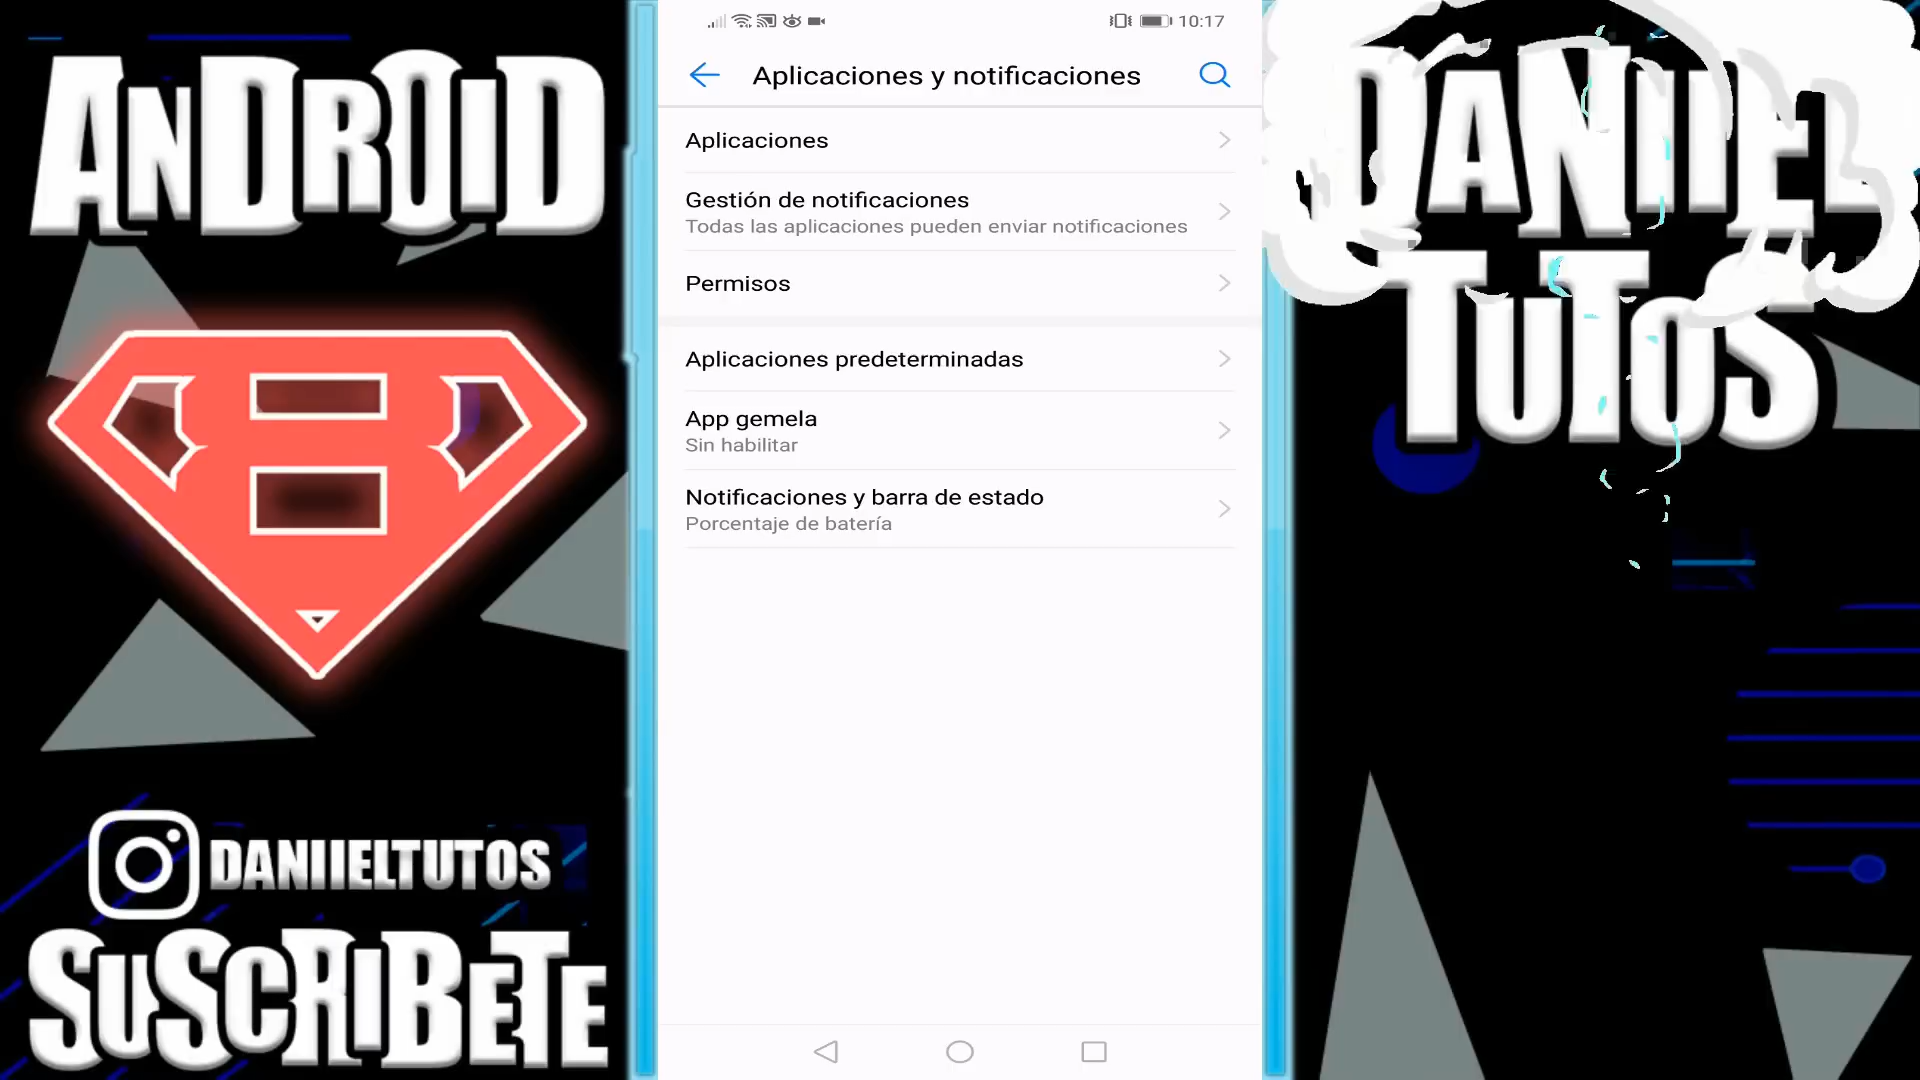 ANDROID
DANIIELTUTOS
SUSCRIBETE
10:17
Aplicaciones y notificaciones
Aplicaciones
Gestión de notificaciones
Todas las aplicaciones pueden enviar notificaciones
Permisos
Aplicaciones predeterminadas
App gemela
Sin habilitar
Notificaciones y barra de estado
Porcentaje de batería
DANIIEL
TUTOS